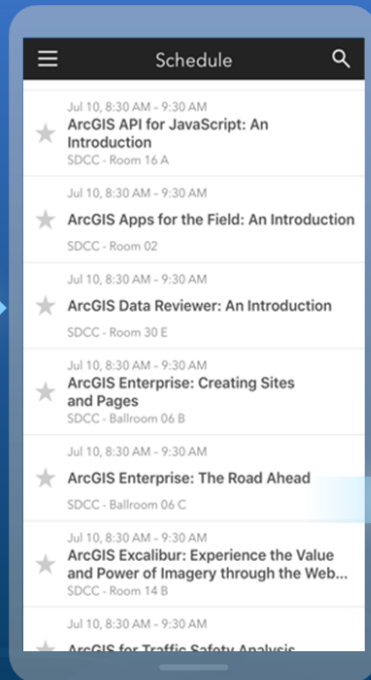 Schedule
Jul 10, 8:30 AM - 9:30 AM
ArcGIS API for JavaScript: An
Introduction
SDCC - Room 16 A
Jul 10, 8:30 AM - 9:30 AM
ArcGIS Apps for the Field: An Introduction
SDCC - Room 02
Jul 10, 8:30 AM - 9:30 AM
ArcGIS Data Reviewer: An Introduction
SDCC - Room 30 E
Jul 10, 8:30 AM - 9:30 AM
ArcGIS Enterprise: Creating Sites
and Pages
SDCC - Ballroom 06 B
Jul 10, 8:30 AM - 9:30 AM
ArcGIS Enterprise: The Road Ahead
SDCC - Ballroom 06 C
Jul 10, 8:30 AM - 9:30 AM
ArcGIS Excalibur: Experience the Value
and Power of Imagery through the Web...
SDCC - Room 14 B
Jul 10, 8:30 AM - 9:30 AM
ArcGIS for Traffic Safety Analysis